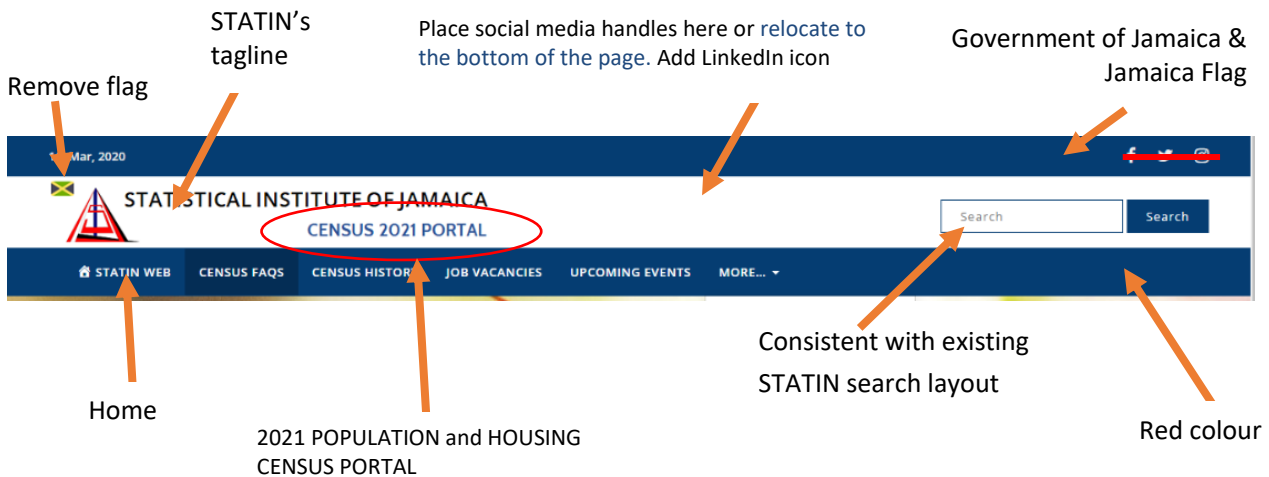 STATIN's
tagline
Place social media handles here or relocate to
the bottom of the page. Add LinkedIn icon
Government of Jamaica &
Jamaica Flag
Remove flag
Mar, 2020
STATISTICAL INSTITUTE OF JAMAICA
CENSUS 2021 PORTAL
Search
Search
STATIN WEB
CENSUS FAQS
CENSUS HISTORY
JOB VACANCIES
UPCOMING EVENTS
MORE...
Consistent with existing
STATIN search layout
Home
2021 POPULATION and HOUSING
CENSUS PORTAL
Red colour